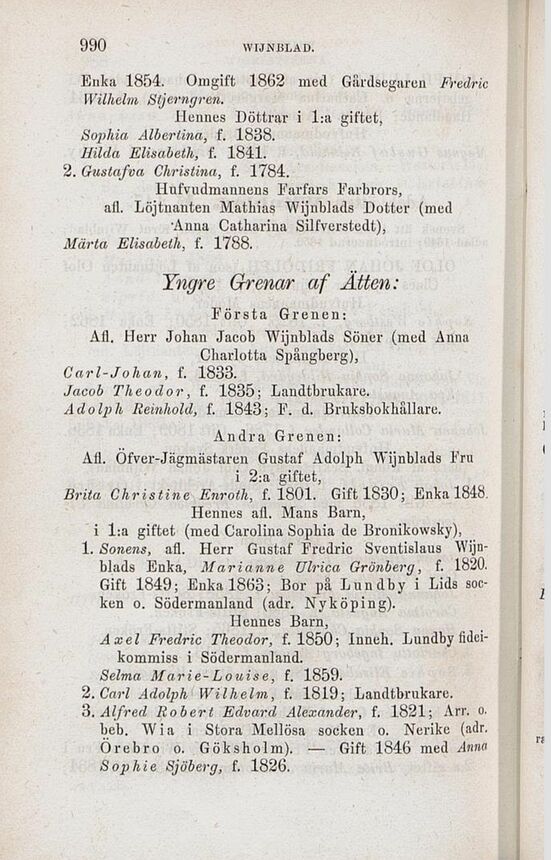 990 WIJNBLAD.
Enka 1854. Omgift 1862 med Gårdsegaren Fredric
Wilhelm Stjerngren.
Hennes Döttrar i 1:a giftet,
Sophia Albertina, f. 1838.
Hilda Elisabeth, f. 1841.
2. Gustafva Christina, f. 1784.
Hufvudmannens Farfars Farbrors,
afl. Löjtnanten Mathias Wijnblads Dotter (med
Anna Catharina Silfverstedt),
Märta Elisabeth, f. 1788.
Yngre Grenar af Ätten:
Första Grenen:
Afl. Herr Johan Jacob Wijnblads Söner (med Anna
Charlotta Spångberg),
Carl-Johan, f. 1833.
Jacob Theodor, f. 1835; Landtbrukare.
Adolph Reinhold, f. 1843; F. d. Bruksbokhållare.
Andra Grenen:
Afl. Öfver-Jägmästaren Gustaf Adolph Wijnblads Fru
i 2:a giftet,
Brita Christine Enroth, f. 1801. Gift 1830; Enka 1848.
Hennes afl. Mans Barn,
i 1:a giftet (med Carolina Sophia de Bronikowsky),
1. Sonens, afl. Herr Gustaf Fredric Sventislaus Wijn-
blads Enka, Marianne Ulrica Grönberg, f. 1820.
Gift 1849; Enka 1863; Bor på Lundby i Lids soc-
ken o. Södermanland (adr. Nyköping).
Hennes Barn,
Axel Fredric Theodor, f. 1850; Inneh. Lundby fidei-
kommiss i Södermanland.
Selma Marie-Louise, f. 1859.
2. Carl Adolph Wilhelm, f. 1819; Landtbrukare.
3. Alfred Robert Edvard Alexander, f. 1821; Arr. o.
beb. Wia i Stora Mellösa socken o. Nerike (adr.
Örebro o. Göksholm). — Gift 1846 med Anna
Sophie Sjöberg, f. 1826.